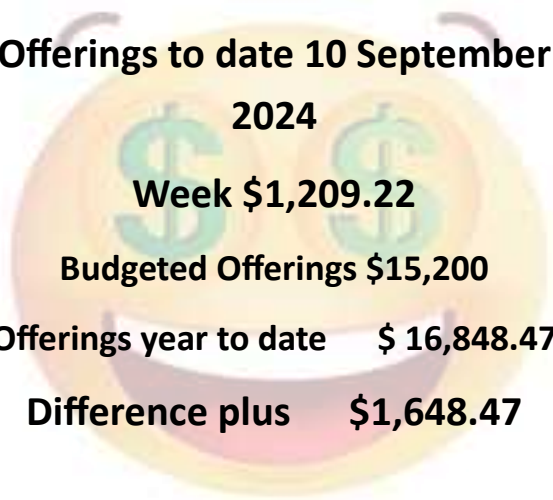 Offerings to date 10 September
2024
Week $1,209.22
Budgeted Offerings $15,200
Offerings year to date $ 16,848.47
Difference plus $1,648.47